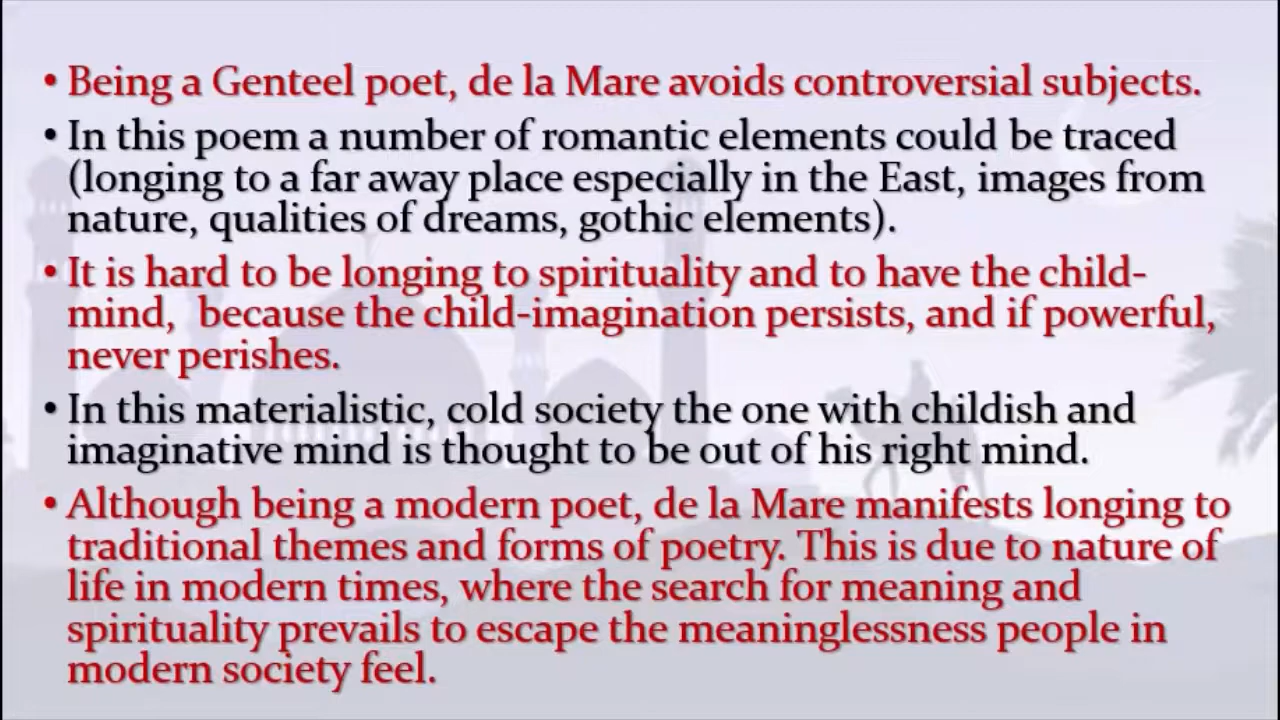 • Being a Genteel poet, de la Mare avoids controversial subjects.
• In this poem a number of romantic elements could be traced
(longing to a far away place especially in the East, images from
nature, qualities of dreams, gothic elements).
• It is hard to be longing to spirituality and to have the child-
mind,  because the child-imagination persists, and if powerful,
never perishes.
• In this materialistic, cold society the one with childish and
imaginative mind is thought to be out of his right mind.
• Although being a modern poet, de la Mare manifests longing to
traditional themes and forms of poetry. This is due to nature of
life in modern times, where the search for meaning and
spirituality prevails to escape the meaninglessness people in
modern society feel.